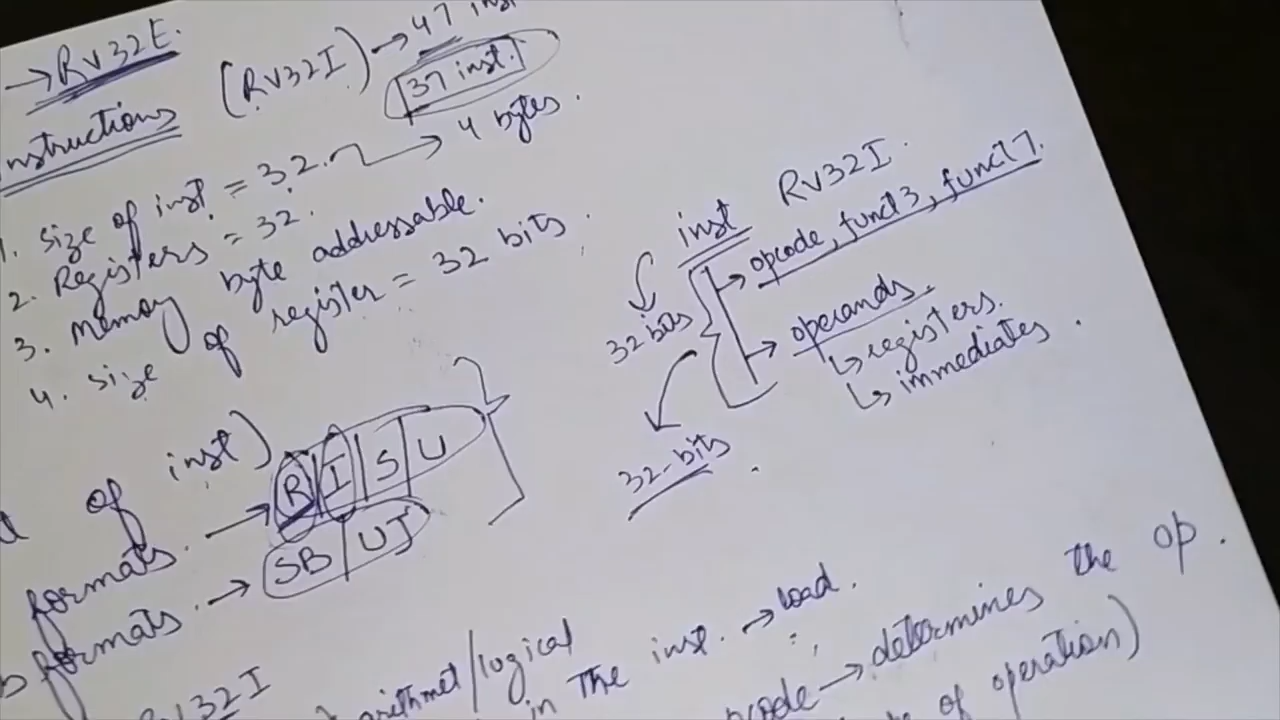 → RV32E.
instructions (RV32I) → 47 inst
37 inst.
1. size of inst = 32. → 4 bytes.
2. Registers = 32.
3. Memory byte addressable.
4. size of register = 32 bits.
inst RV32I.
32 bits → opcode, funct3, funct7.
→ operands.
↳ registers.
↳ immediates.
32-bits.
of inst)
formats. → R | I | S | U
formats. → SB | UJ
RV32I
arithmet/logical
in the inst. → load.
opcode → determines the op.
of operation)